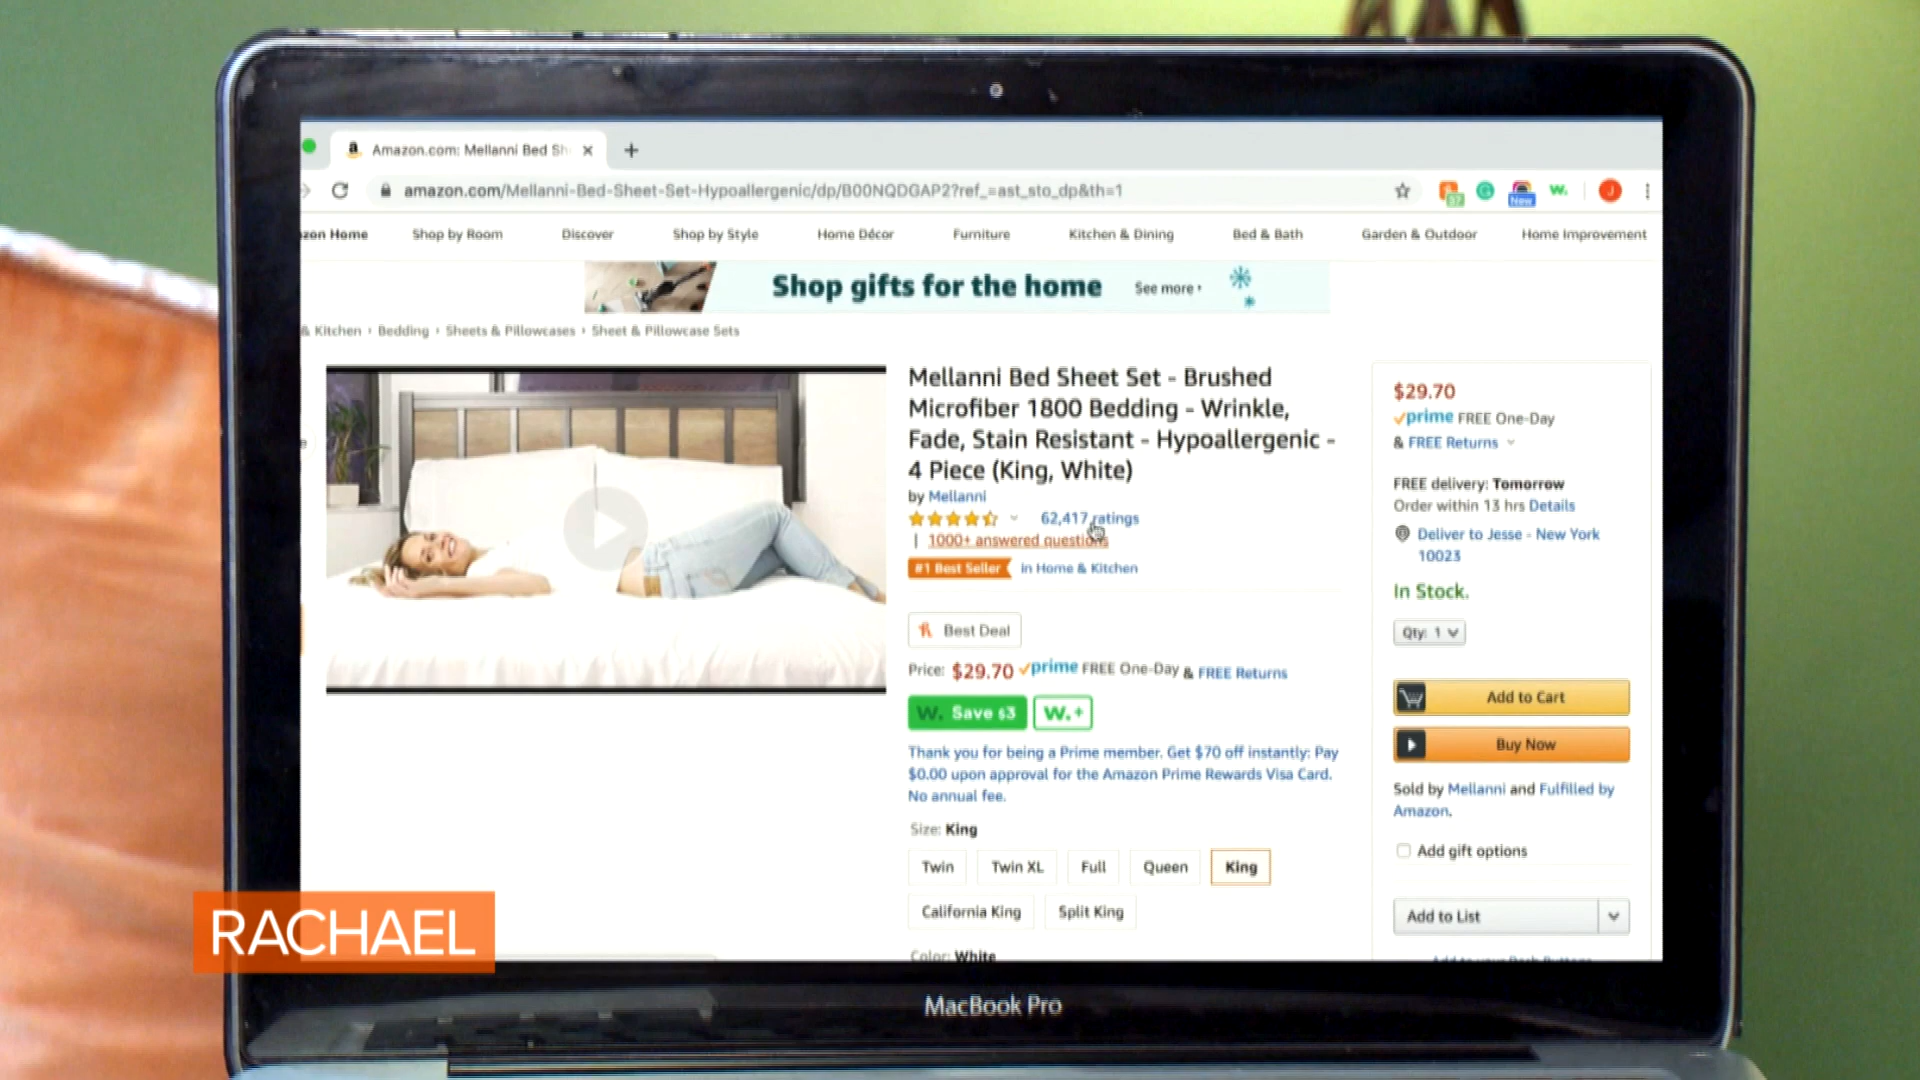 Amazon.com: Mellanni Bed Sh
amazon.com/Mellanni-Bed-Sheet-Set-Hypoallergenic/dp/B00NQDGAP2?ref_=ast_sto_dp&th=1
37
New
W.
J
zon Home Shop by Room Discover Shop by Style Home Décor Furniture Kitchen & Dining Bed & Bath Garden & Outdoor Home Improvement
Shop gifts for the home See more ›
& Kitchen › Bedding › Sheets & Pillowcases › Sheet & Pillowcase Sets
Mellanni Bed Sheet Set - Brushed
Microfiber 1800 Bedding - Wrinkle,
Fade, Stain Resistant - Hypoallergenic -
4 Piece (King, White)
by Mellanni
62,417 ratings
| 1000+ answered questions
#1 Best Seller in Home & Kitchen
Best Deal
Price: $29.70 prime FREE One-Day & FREE Returns
W. Save $3 W.+
Thank you for being a Prime member. Get $70 off instantly: Pay
$0.00 upon approval for the Amazon Prime Rewards Visa Card.
No annual fee.
Size: King
Twin Twin XL Full Queen King
California King Split King
Color: White
$29.70
prime FREE One-Day
& FREE Returns
FREE delivery: Tomorrow
Order within 13 hrs Details
Deliver to Jesse - New York
10023
In Stock.
Qty: 1
Add to Cart
Buy Now
Sold by Mellanni and Fulfilled by
Amazon.
Add gift options
Add to List
RACHAEL
MacBook Pro